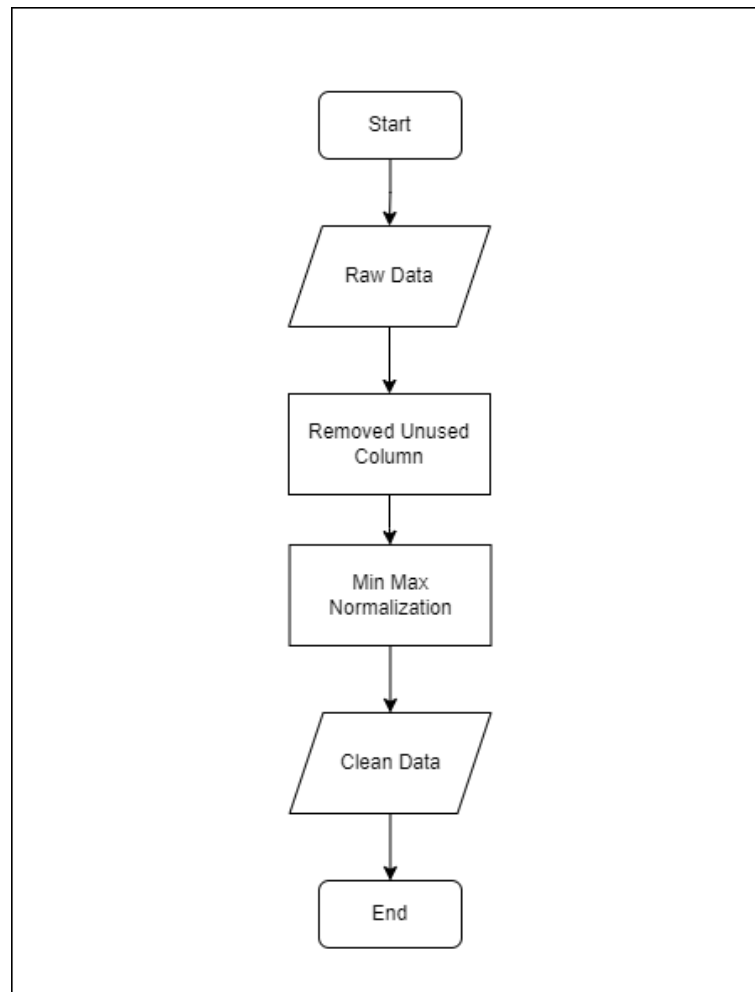 Start
Raw Data
Removed Unused
Column
Min Max
Normalization
Clean Data
End